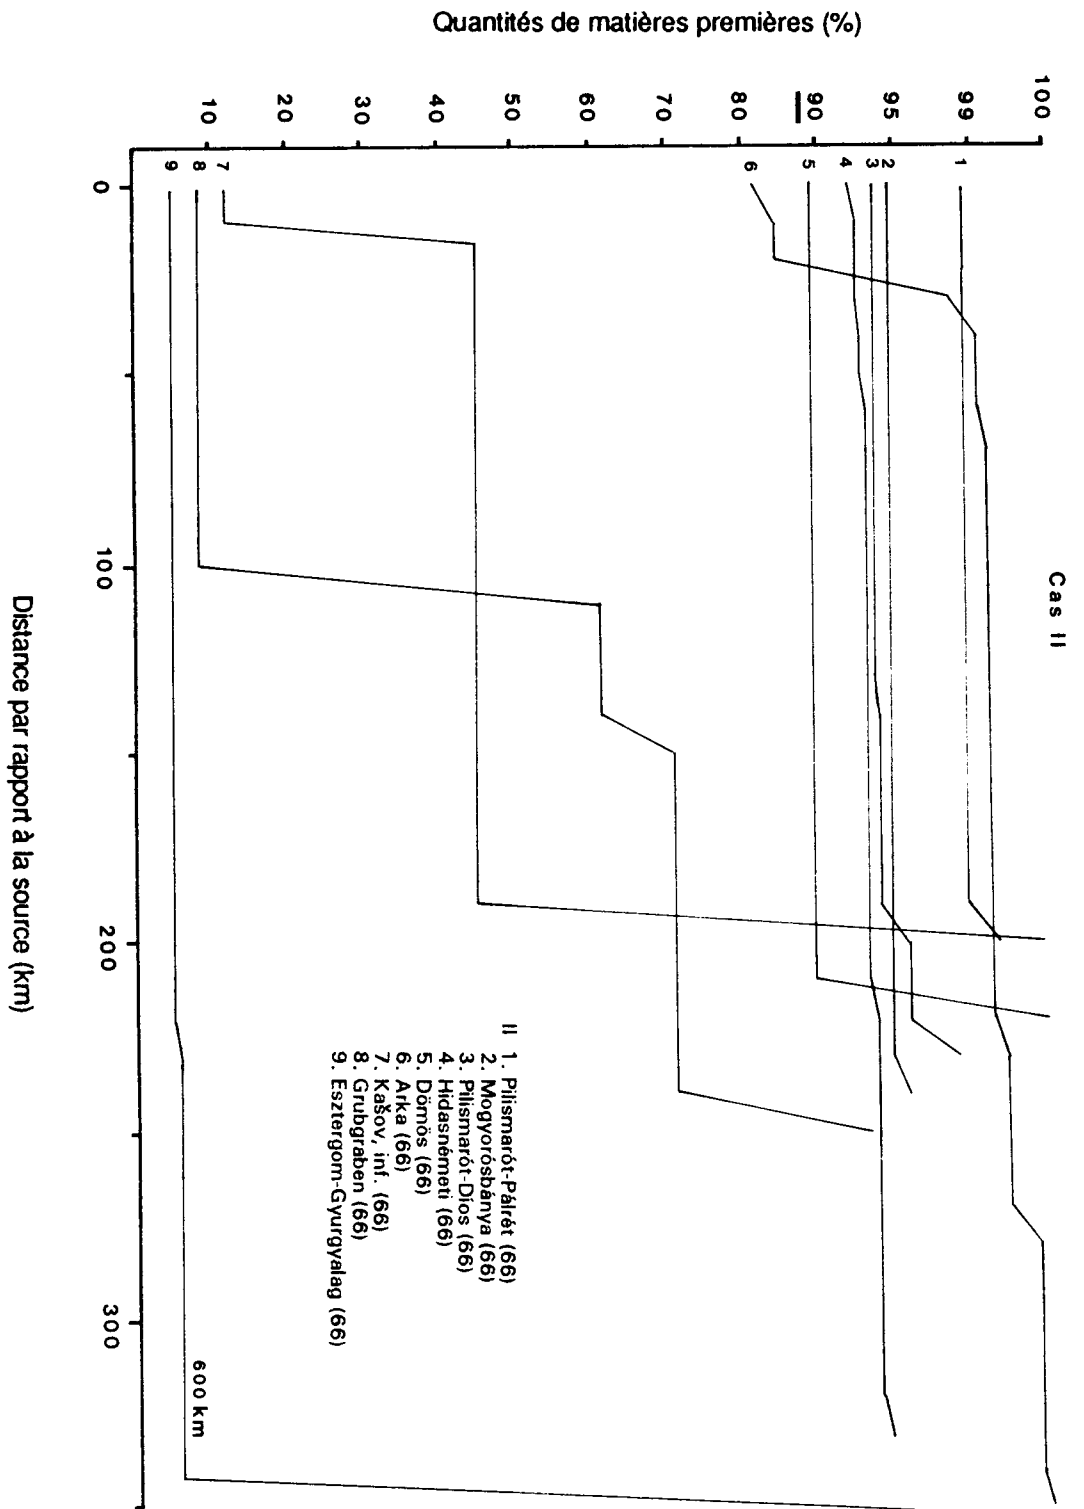 Quantités de matières premières (%)
100
99
95
90
80
70
60
50
40
30
20
10
1
2
3
4
5
6
7
8
9
0
100
200
300
Cas II
II 1. Pilismarót-Pálrét (66)
2. Mogyorósbánya (66)
3. Pilismarót-Díos (66)
4. Hidasnémeti (66)
5. Dömös (66)
6. Arka (66)
7. Kašov, inf. (66)
8. Grubgraben (66)
9. Esztergom-Gyurgyalag (66)
600 km
Distance par rapport à la source (km)